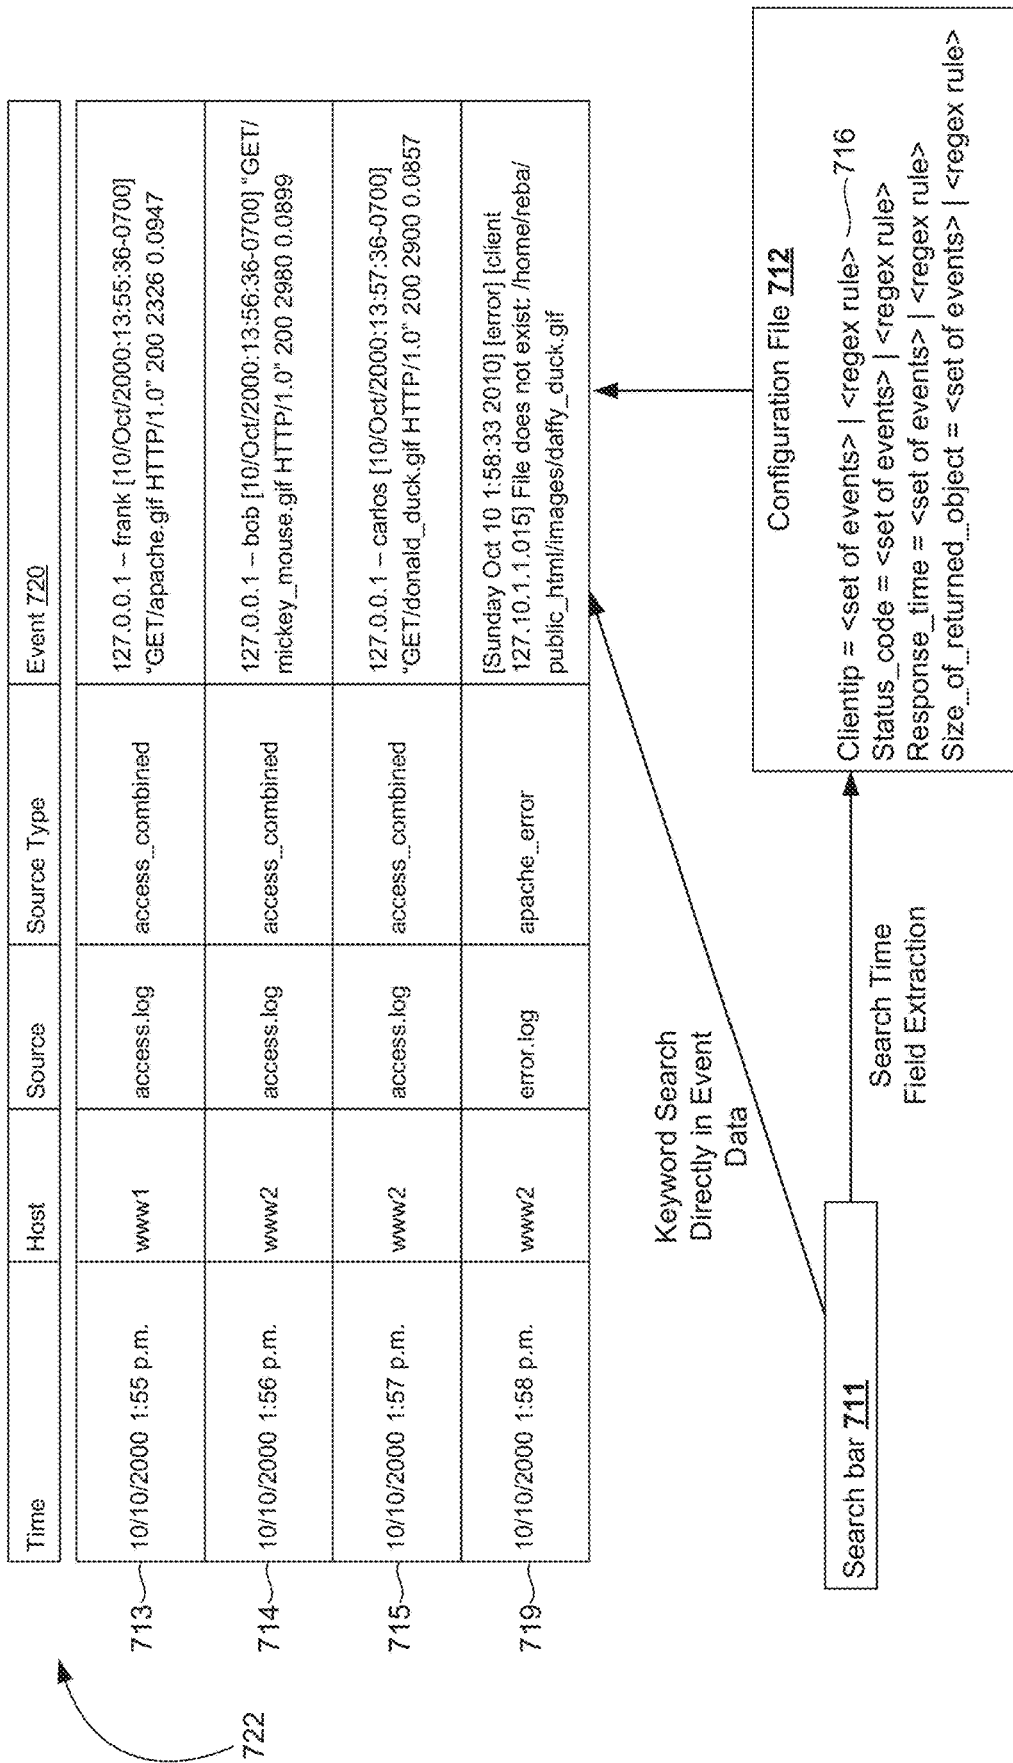 722
Time
Host
Source
Source Type
Event 720
713
10/10/2000 1:55 p.m.
www1
access.log
access_combined
127.0.0.1 – frank [10/Oct/2000:13:55:36-0700]
“GET/apache.gif HTTP/1.0” 200 2326 0.0947
714
10/10/2000 1:56 p.m.
www2
access.log
access_combined
127.0.0.1 – bob [10/Oct/2000:13:56:36-0700] “GET/
mickey_mouse.gif HTTP/1.0” 200 2980 0.0899
715
10/10/2000 1:57 p.m.
www2
access.log
access_combined
127.0.0.1 – carlos [10/Oct/2000:13:57:36-0700]
“GET/donald_duck.gif HTTP/1.0” 200 2900 0.0857
719
10/10/2000 1:58 p.m.
www2
error.log
apache_error
[Sunday Oct 10 1:58:33 2010] [error] [client
127.10.1.1.015] File does not exist: /home/reba/
public_html/images/daffy_duck.gif
Keyword Search
Directly in Event
Data
Search bar 711
Search Time
Field Extraction
Configuration File 712
Clientip = <set of events> | <regex rule>
716
Status_code = <set of events> | <regex rule>
Response_time = <set of events> | <regex rule>
Size_of_returned_object = <set of events> | <regex rule>